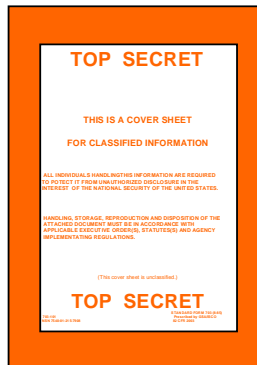 TOP SECRET
THIS IS A COVER SHEET
FOR CLASSIFIED INFORMATION
ALL INDIVIDUALS HANDLINGTHIS INFORMATION ARE REQUIRED
TO POTECT IT FROM UNAUTHORIZED DISCLOSURE IN THE
INTEREST OF THE NATIONAL SECURITY OF THE UNITED STATES.
HANDLING, STORAGE, REPRODUCTION AND DISPOSITION OF THE
ATTACHED DOCUMENT MUST BE IN ACCORDANCE WITH
APPLICABLE EXECUTIVE ORDER(S), STATUTES(S) AND AGENCY
IMPLEMENTATING REGULATIONS.
(This cover sheet is unclassified.)
TOP SECRET
STANDARD FORM